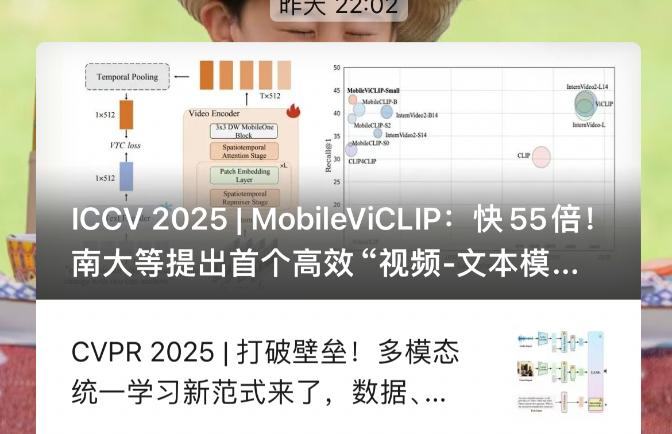 昨天 22:02
Temporal Pooling
T×512
1×512
Video Encoder
3x3 DW MobileOne
Block
VTC loss
Spatiotemporal
Attention Stage
×L
1×512
Patch Embedding
Layer
Spatiotemporal
Repmixer Stage
Recall@1
50
45
40
35
30
25
MobileViCLIP-Small
MobileCLIP-B
InternVideo2-B14
MobileCLIP-S2
InternVideo2-S14
MobileCLIP-S0
CLIP4CLIP
CLIP
InternVideo2-L14
ViCLIP
InternVideo-L
ICCV 2025 | MobileViCLIP：快55倍！
南大等提出首个高效“视频-文本模...
CVPR 2025 | 打破壁垒！多模态
统一学习新范式来了，数据、...